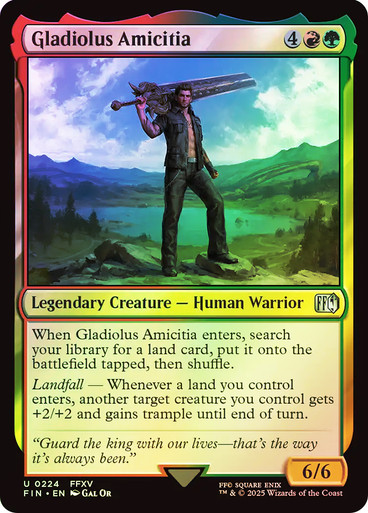 Gladiolus Amicitia 4
Legendary Creature — Human Warrior
When Gladiolus Amicitia enters, search
your library for a land card, put it onto the
battlefield tapped, then shuffle.
Landfall — Whenever a land you control
enters, another target creature you control gets
+2/+2 and gains trample until end of turn.
“Guard the king with our lives—that's the way
it's always been.”
6/6
U 0224 FFXV
FIN • EN Gal Or
FF© SQUARE ENIX
™ & © 2025 Wizards of the Coast